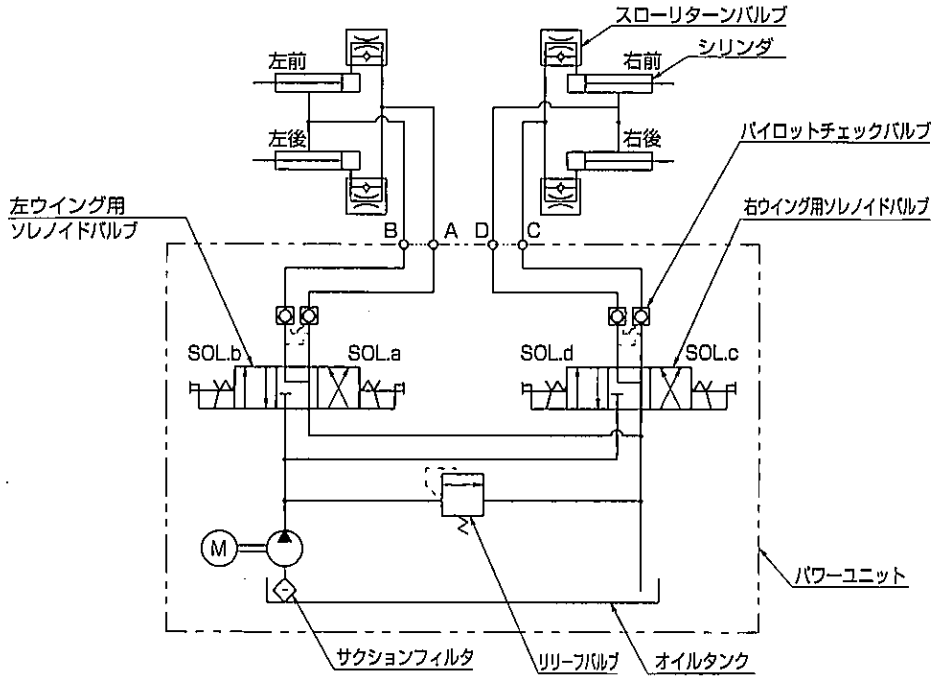 スローリターンバルブ
シリンダ
左前
右前
パイロットチェックバルブ
左後
右後
左ウイング用
ソレノイドバルブ
右ウイング用ソレノイドバルブ
B
A
D
C
SOL.b
SOL.a
SOL.d
SOL.c
M
パワーユニット
サクションフィルタ
リリーフバルブ
オイルタンク